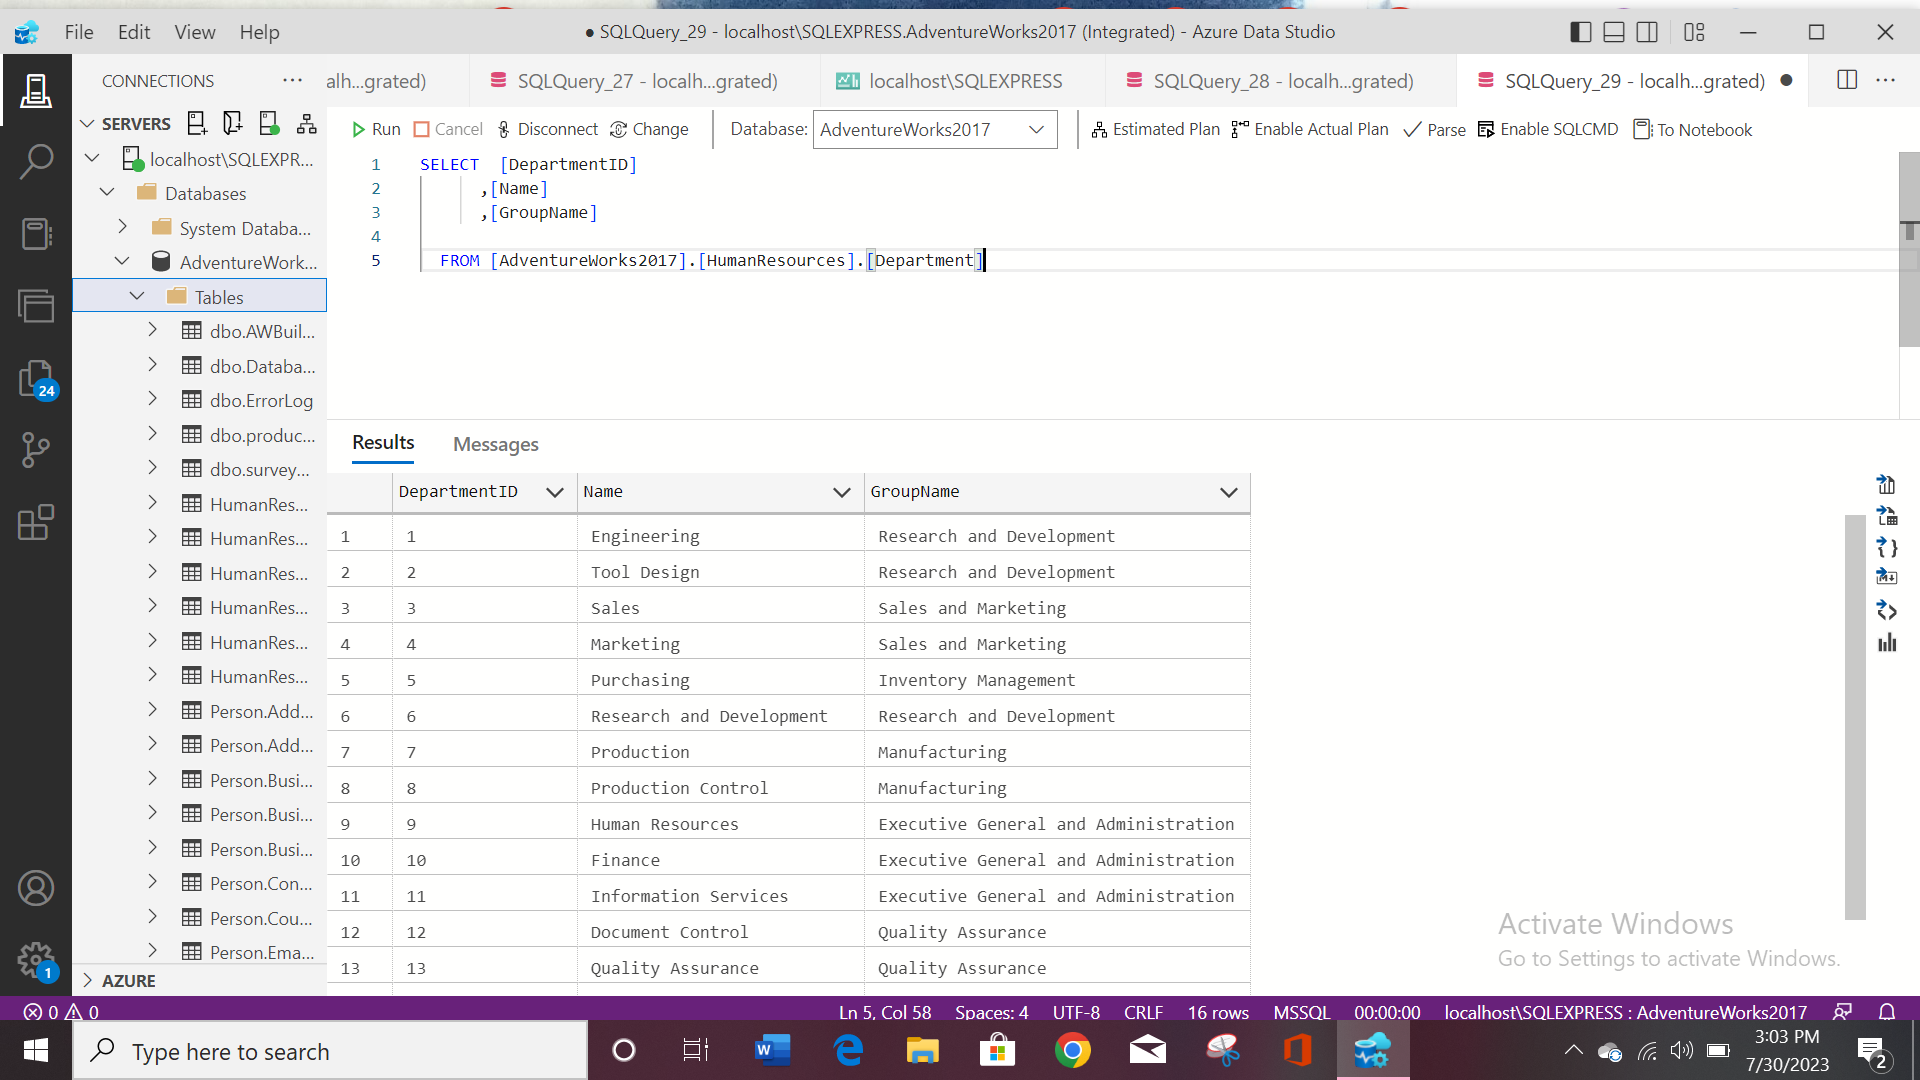 File Edit View Help
● SQLQuery_29 - localhost\SQLEXPRESS.AdventureWorks2017 (Integrated) - Azure Data Studio
CONNECTIONS ···
alh...grated)
SQLQuery_27 - localh...grated)
localhost\SQLEXPRESS
SQLQuery_28 - localh...grated)
SQLQuery_29 - localh...grated) ●
SERVERS
Run Cancel Disconnect Change Database: AdventureWorks2017 Estimated Plan Enable Actual Plan Parse Enable SQLCMD To Notebook
localhost\SQLEXPR...
Databases
System Databa...
AdventureWork...
Tables
dbo.AWBuil...
dbo.Databa...
dbo.ErrorLog
dbo.produc...
dbo.survey...
HumanRes...
HumanRes...
HumanRes...
HumanRes...
HumanRes...
HumanRes...
Person.Add...
Person.Add...
Person.Busi...
Person.Busi...
Person.Busi...
Person.Con...
Person.Cou...
Person.Ema...
AZURE
24
1
1 SELECT [DepartmentID]
2 ,[Name]
3 ,[GroupName]
4
5 FROM [AdventureWorks2017].[HumanResources].[Department]
Results Messages
DepartmentID Name GroupName
1 1 Engineering Research and Development
2 2 Tool Design Research and Development
3 3 Sales Sales and Marketing
4 4 Marketing Sales and Marketing
5 5 Purchasing Inventory Management
6 6 Research and Development Research and Development
7 7 Production Manufacturing
8 8 Production Control Manufacturing
9 9 Human Resources Executive General and Administration
10 10 Finance Executive General and Administration
11 11 Information Services Executive General and Administration
12 12 Document Control Quality Assurance
13 13 Quality Assurance Quality Assurance
Activate Windows
Go to Settings to activate Windows.
0 0 Ln 5, Col 58 Spaces: 4 UTF-8 CRLF 16 rows MSSQL 00:00:00 localhost\SQLEXPRESS : AdventureWorks2017
Type here to search
3:03 PM
7/30/2023
2